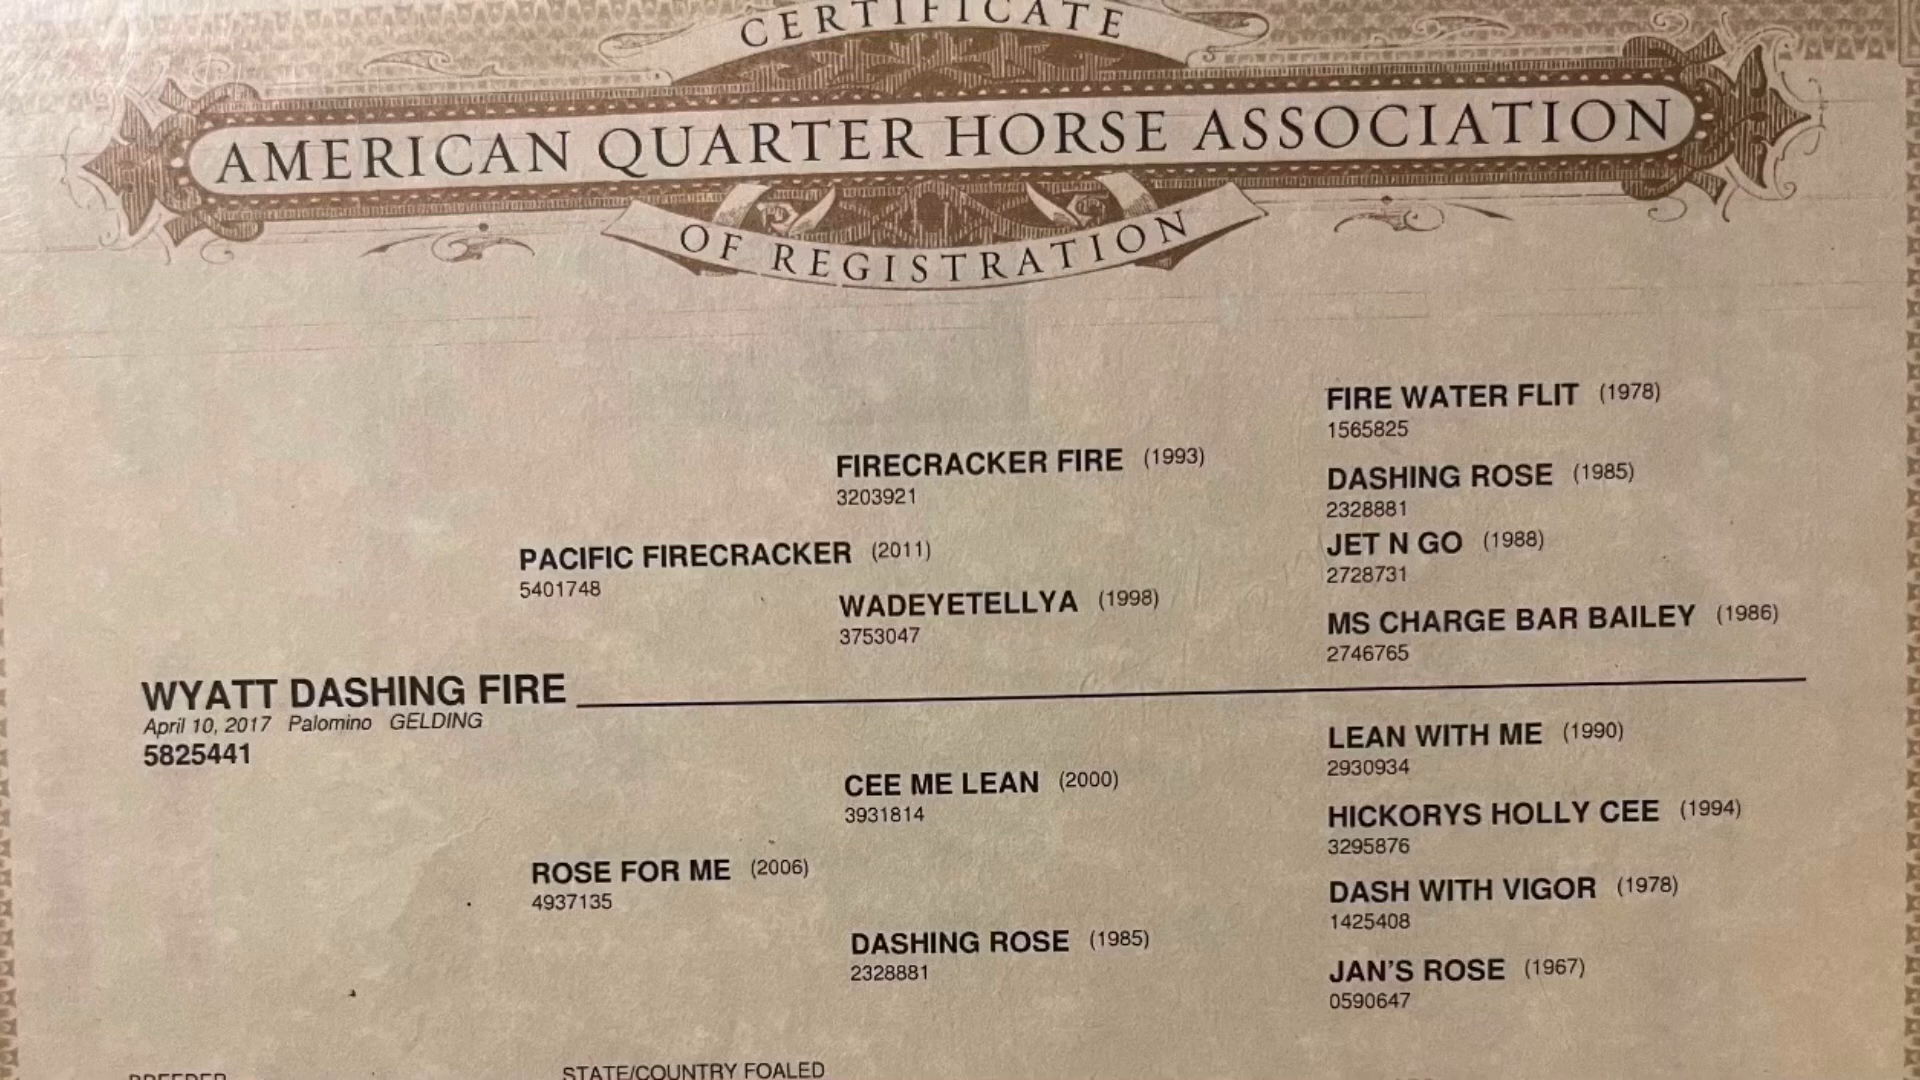 CERTIFICATE
AMERICAN QUARTER HORSE ASSOCIATION
OF REGISTRATION
FIRE WATER FLIT (1978)
1565825
FIRECRACKER FIRE (1993)
3203921
DASHING ROSE (1985)
2328881
PACIFIC FIRECRACKER (2011)
5401748
JET N GO (1988)
2728731
WADEYETELLYA (1998)
3753047
MS CHARGE BAR BAILEY (1986)
2746765
WYATT DASHING FIRE
April 10, 2017 Palomino GELDING
5825441
LEAN WITH ME (1990)
2930934
CEE ME LEAN (2000)
3931814
HICKORYS HOLLY CEE (1994)
3295876
ROSE FOR ME (2006)
4937135
DASH WITH VIGOR (1978)
1425408
DASHING ROSE (1985)
2328881
JAN'S ROSE (1967)
0590647
BREEDER
STATE/COUNTRY FOALED